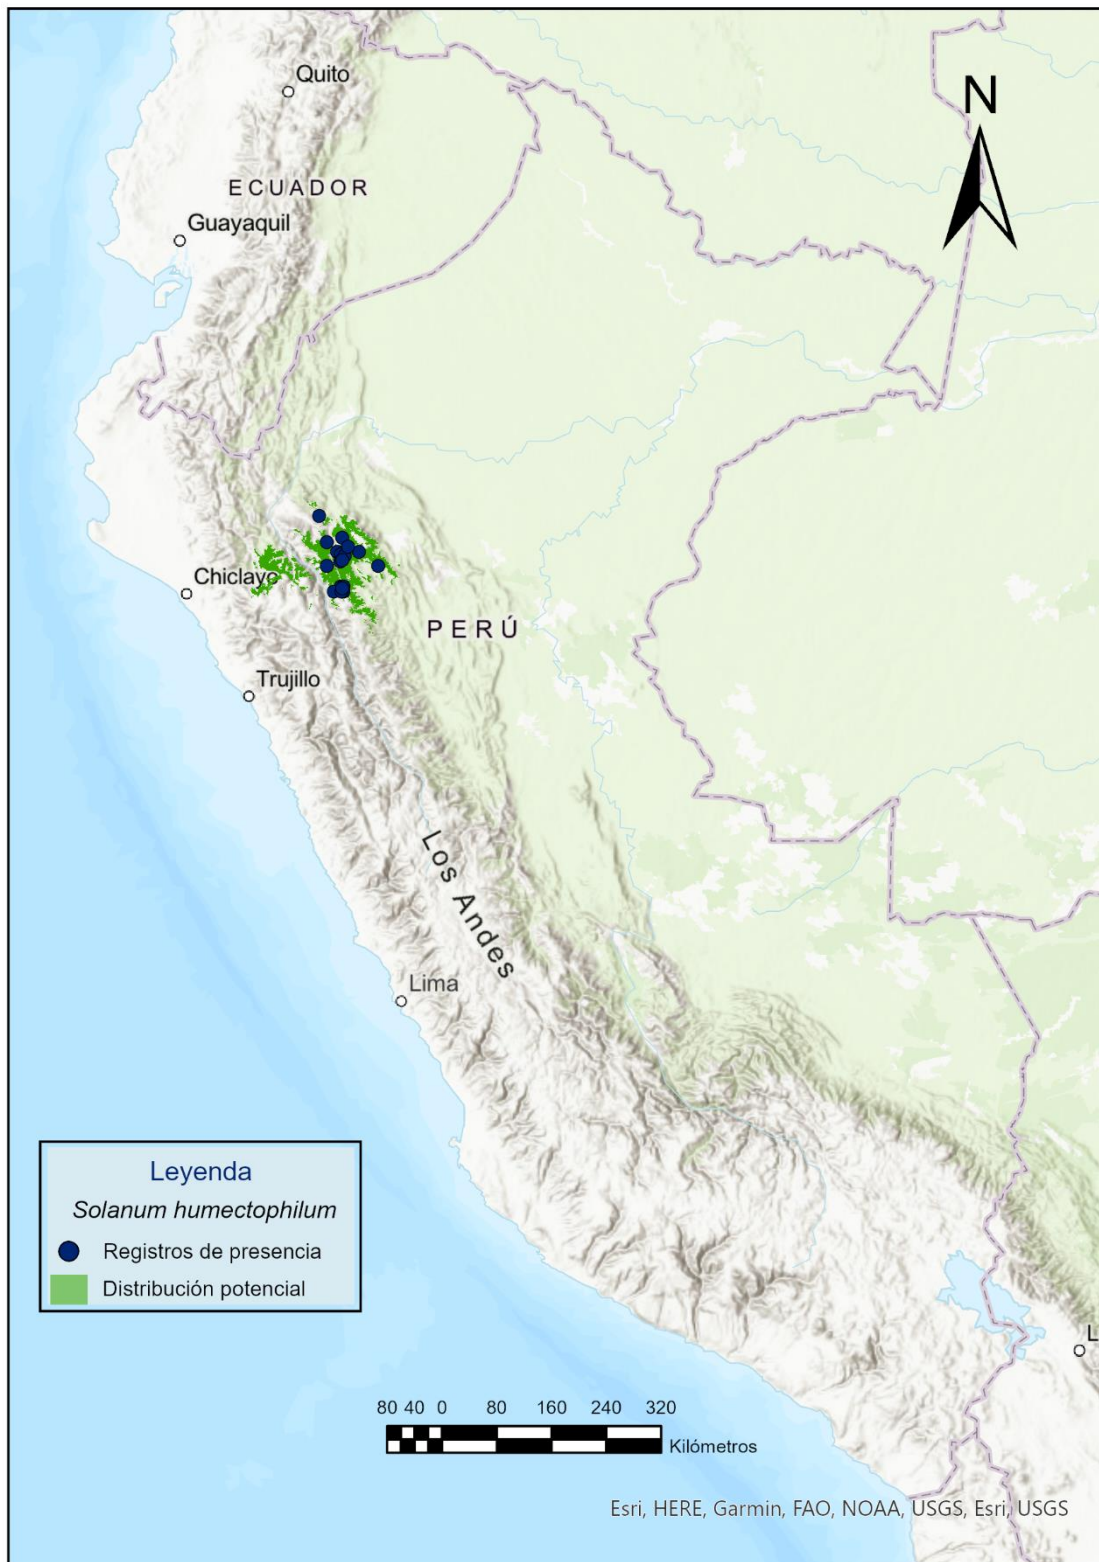 Quito
N
ECUADOR
Guayaquil
Chiclayo
PERÚ
Trujillo
Los Andes
Lima
Leyenda
Solanum humectophilum
Registros de presencia
Distribución potencial
L
80 40 0 80 160 240 320
Kilómetros
Esri, HERE, Garmin, FAO, NOAA, USGS, Esri, USGS